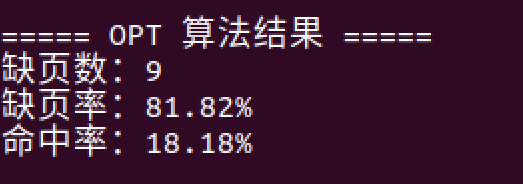 ===== OPT 算法结果 =====
缺页数：9
缺页率：81.82%
命中率：18.18%